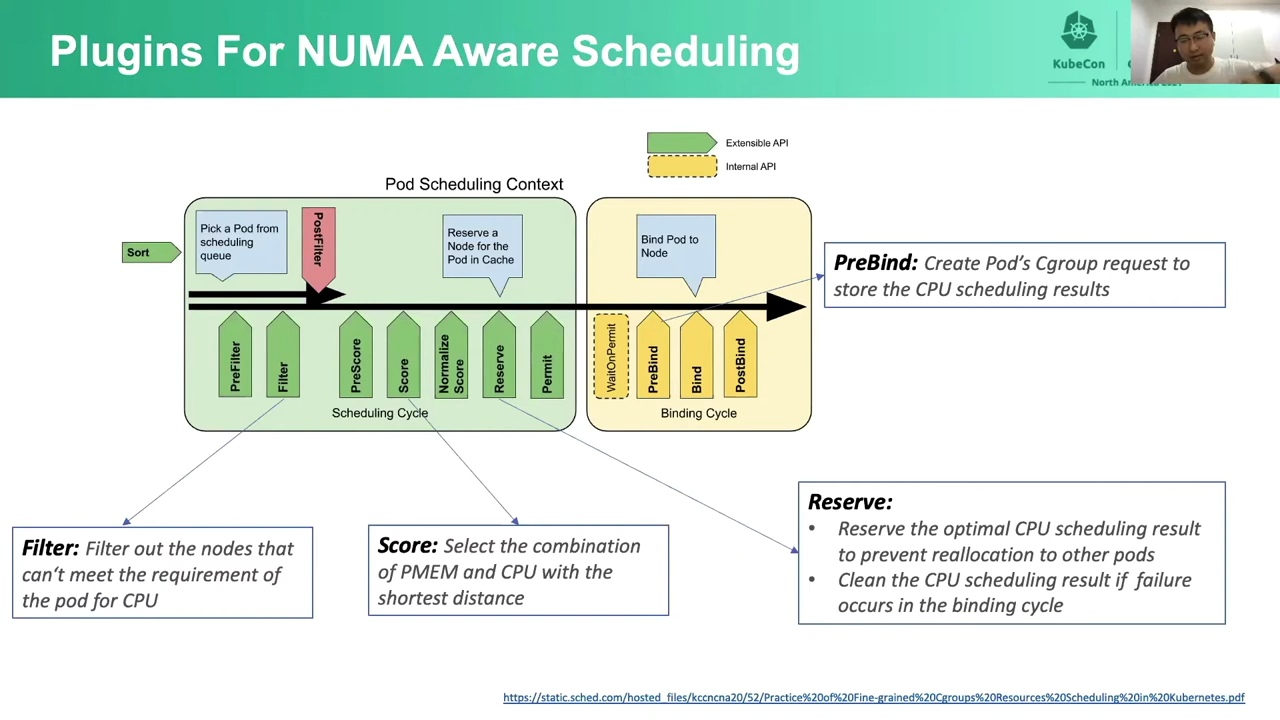 Plugins For NUMA Aware Scheduling
KubeCon
North America 2021
Extensible API
Internal API
Pod Scheduling Context
Sort
Pick a Pod from
scheduling
queue
PostFilter
Reserve a
Node for the
Pod in Cache
Bind Pod to
Node
PreFilter
Filter
PreScore
Score
Normalize
Score
Reserve
Permit
WaitOnPermit
PreBind
Bind
PostBind
Scheduling Cycle
Binding Cycle
PreBind: Create Pod’s Cgroup request to
store the CPU scheduling results
Filter: Filter out the nodes that
can‘t meet the requirement of
the pod for CPU
Score: Select the combination
of PMEM and CPU with the
shortest distance
Reserve:
• Reserve the optimal CPU scheduling result
to prevent reallocation to other pods
• Clean the CPU scheduling result if failure
occurs in the binding cycle
https://static.sched.com/hosted_files/kccncna20/52/Practice%20of%20Fine-grained%20Cgroups%20Resources%20Scheduling%20in%20Kubernetes.pdf